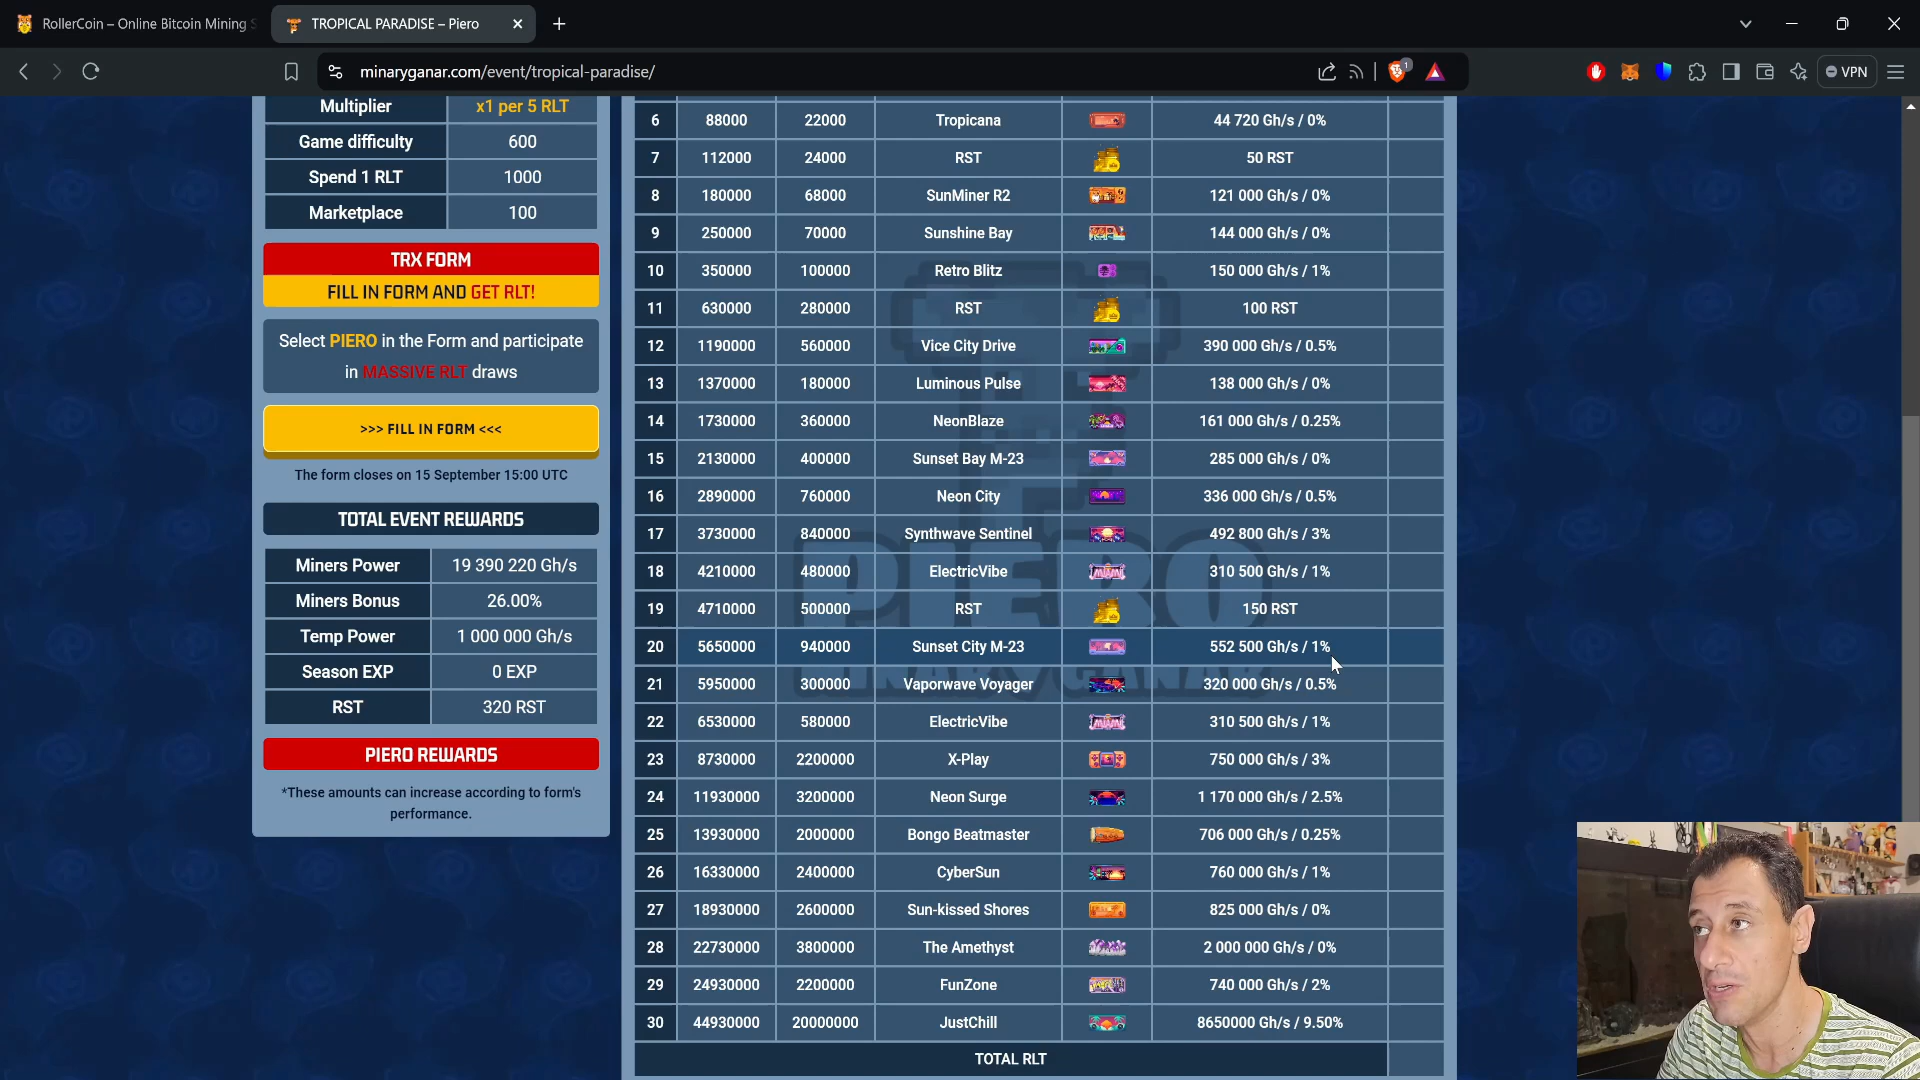 RollerCoin – Online Bitcoin Mining S
TROPICAL PARADISE – Piero
minaryganar.com/event/tropical-paradise/
1
VPN
Multiplier x1 per 5 RLT
Game difficulty 600
Spend 1 RLT 1000
Marketplace 100
TRX FORM
FILL IN FORM AND GET RLT!
Select PIERO in the Form and participate
in MASSIVE RLT draws
>>> FILL IN FORM <<<
The form closes on 15 September 15:00 UTC
TOTAL EVENT REWARDS
Miners Power 19 390 220 Gh/s
Miners Bonus 26.00%
Temp Power 1 000 000 Gh/s
Season EXP 0 EXP
RST 320 RST
PIERO REWARDS
*These amounts can increase according to form's
performance.
6 88000 22000 Tropicana 44 720 Gh/s / 0%
7 112000 24000 RST 50 RST
8 180000 68000 SunMiner R2 121 000 Gh/s / 0%
9 250000 70000 Sunshine Bay 144 000 Gh/s / 0%
10 350000 100000 Retro Blitz 150 000 Gh/s / 1%
11 630000 280000 RST 100 RST
12 1190000 560000 Vice City Drive 390 000 Gh/s / 0.5%
13 1370000 180000 Luminous Pulse 138 000 Gh/s / 0%
14 1730000 360000 NeonBlaze 161 000 Gh/s / 0.25%
15 2130000 400000 Sunset Bay M-23 285 000 Gh/s / 0%
16 2890000 760000 Neon City 336 000 Gh/s / 0.5%
17 3730000 840000 Synthwave Sentinel 492 800 Gh/s / 3%
18 4210000 480000 ElectricVibe MIAMI 310 500 Gh/s / 1%
19 4710000 500000 RST 150 RST
20 5650000 940000 Sunset City M-23 552 500 Gh/s / 1%
21 5950000 300000 Vaporwave Voyager 320 000 Gh/s / 0.5%
22 6530000 580000 ElectricVibe MIAMI 310 500 Gh/s / 1%
23 8730000 2200000 X-Play 750 000 Gh/s / 3%
24 11930000 3200000 Neon Surge 1 170 000 Gh/s / 2.5%
25 13930000 2000000 Bongo Beatmaster 706 000 Gh/s / 0.25%
26 16330000 2400000 CyberSun 760 000 Gh/s / 1%
27 18930000 2600000 Sun-kissed Shores 825 000 Gh/s / 0%
28 22730000 3800000 The Amethyst 2 000 000 Gh/s / 0%
29 24930000 2200000 FunZone 740 000 Gh/s / 2%
30 44930000 20000000 JustChill 8650000 Gh/s / 9.50%
TOTAL RLT
PIERO
MINAR Y GANAR